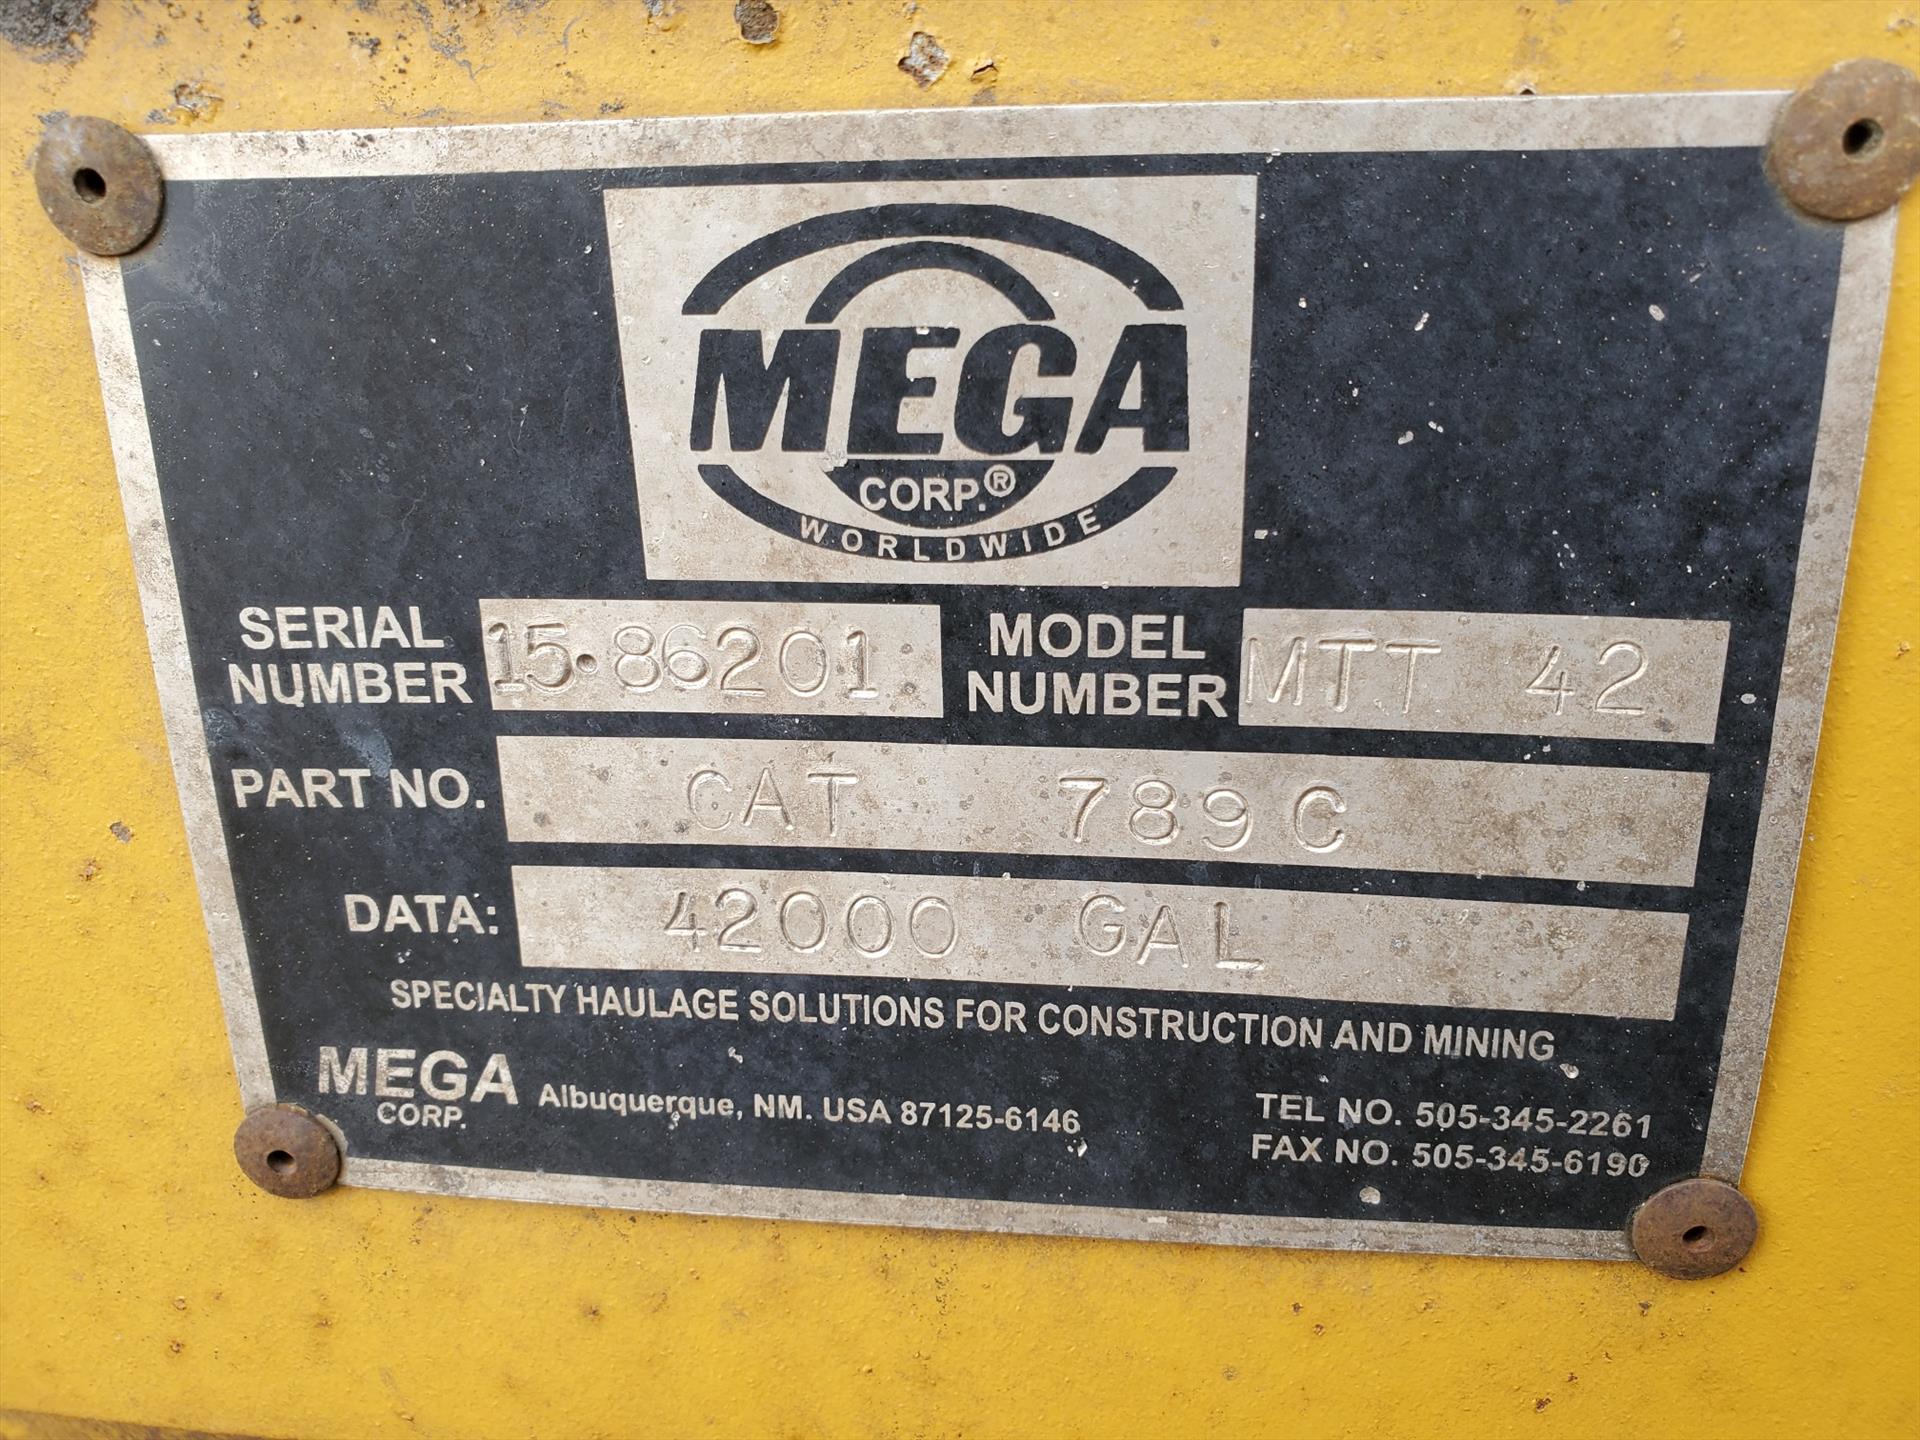 MEGA
CORP.®
WORLDWIDE
SERIAL NUMBER 15·86201 MODEL NUMBER MTT 42
PART NO. CAT 789C
DATA: 42000 GAL
SPECIALTY HAULAGE SOLUTIONS FOR CONSTRUCTION AND MINING
MEGA CORP. Albuquerque, NM. USA 87125-6146
TEL NO. 505-345-2261
FAX NO. 505-345-6190